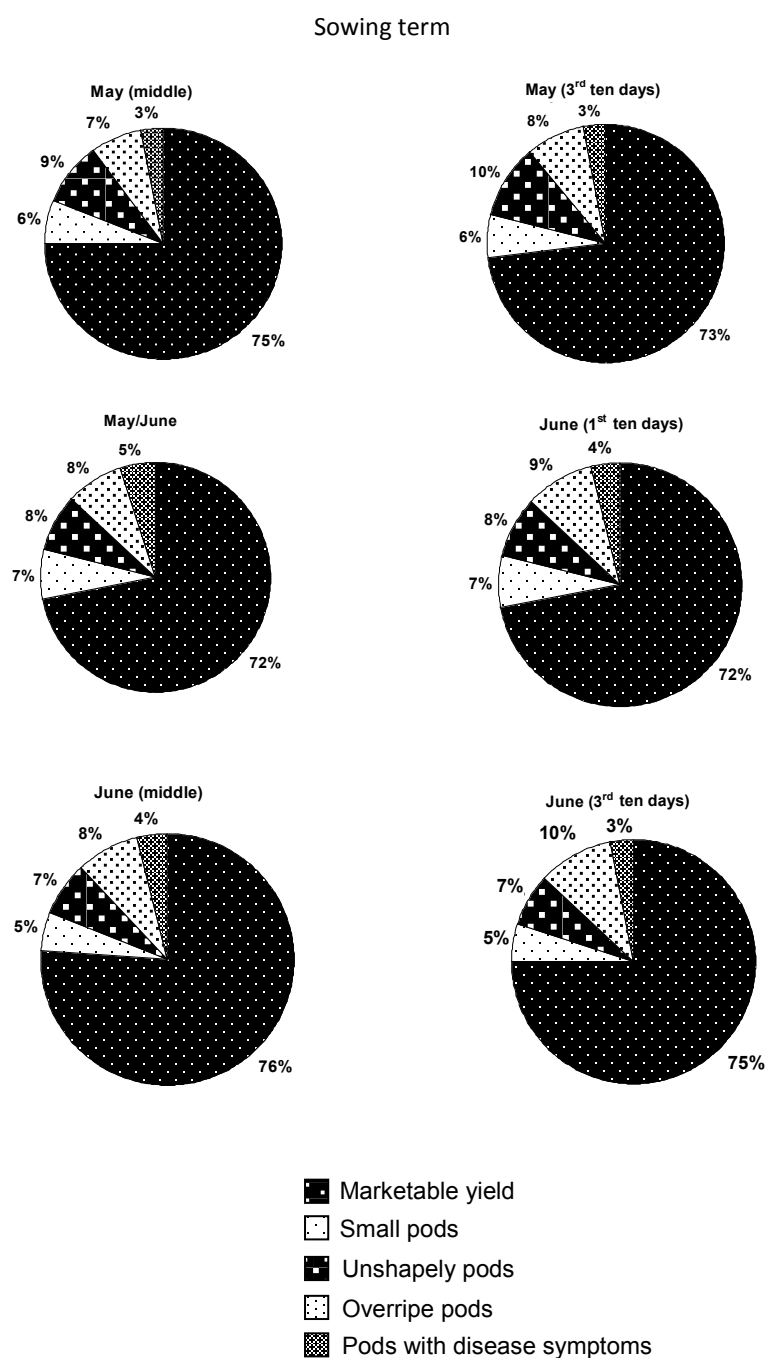 Sowing term
May (middle)
3%
7%
9%
6%
75%
May (3rd ten days)
3%
8%
10%
6%
73%
May/June
5%
8%
8%
7%
72%
June (1st ten days)
4%
9%
8%
7%
72%
June (middle)
4%
8%
7%
5%
76%
June (3rd ten days)
3%
10%
7%
5%
75%
Marketable yield
Small pods
Unshapely pods
Overripe pods
Pods with disease symptoms